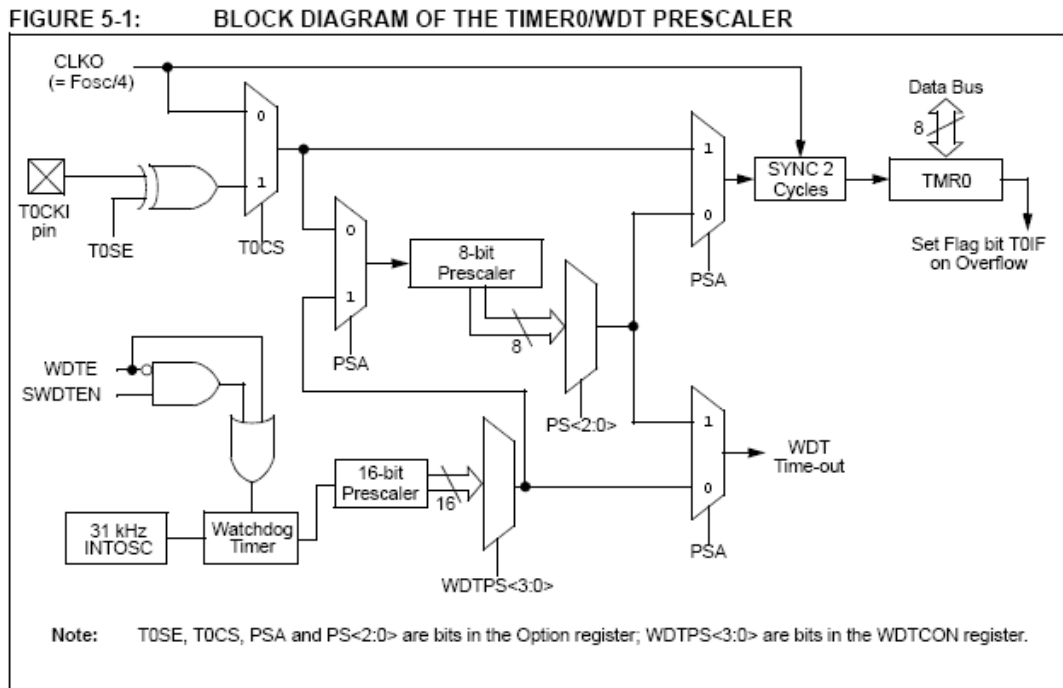 FIGURE 5-1: BLOCK DIAGRAM OF THE TIMER0/WDT PRESCALER
CLKO
(= Fosc/4)
Data Bus
8
0
1
1
0
T0CKI
pin
T0SE
T0CS
SYNC 2
Cycles
TMR0
Set Flag bit T0IF
on Overflow
0
1
8-bit
Prescaler
PSA
8
PSA
WDTE
SWDTEN
PS<2:0>
1
0
WDT
Time-out
16-bit
Prescaler
16
31 kHz
INTOSC
Watchdog
Timer
PSA
WDTPS<3:0>
Note: T0SE, T0CS, PSA and PS<2:0> are bits in the Option register; WDTPS<3:0> are bits in the WDTCON register.